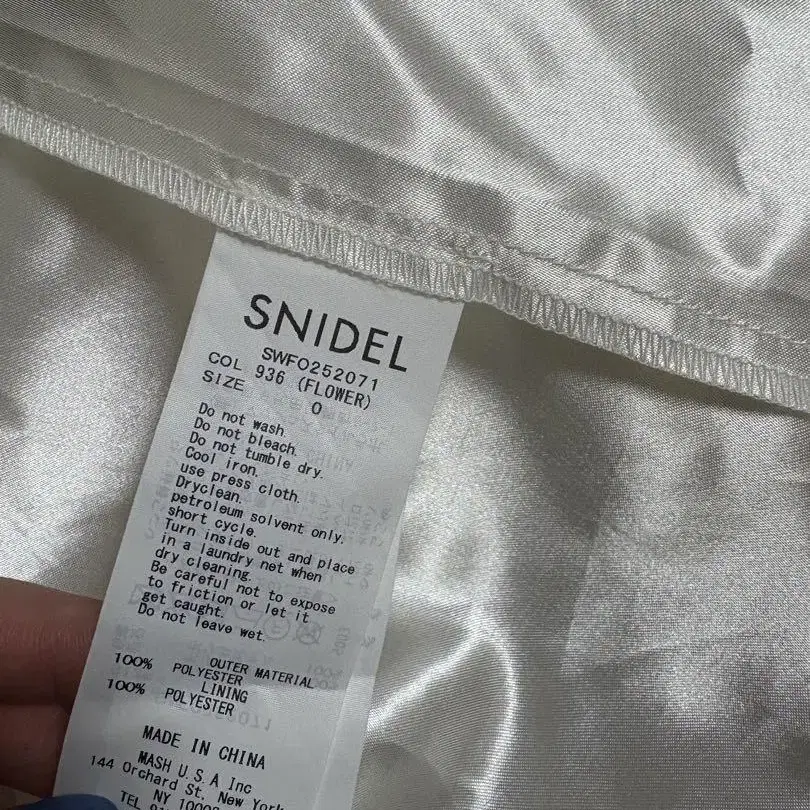 SNIDEL
SWFO252071
COL 936 (FLOWER)
SIZE 0
Do not wash.
Do not bleach.
Do not tumble dry.
Cool iron.
use press cloth.
Dryclean.
petroleum solvent only.
short cycle.
Turn inside out and place
in a laundry net when
dry cleaning.
Be careful not to expose
to friction or let it
get caught.
Do not leave wet.
OUTER MATERIAL
100% POLYESTER
LINING
100% POLYESTER
MADE IN CHINA
MASH U.S.A Inc
144 Orchard St. New York
NY
TEL